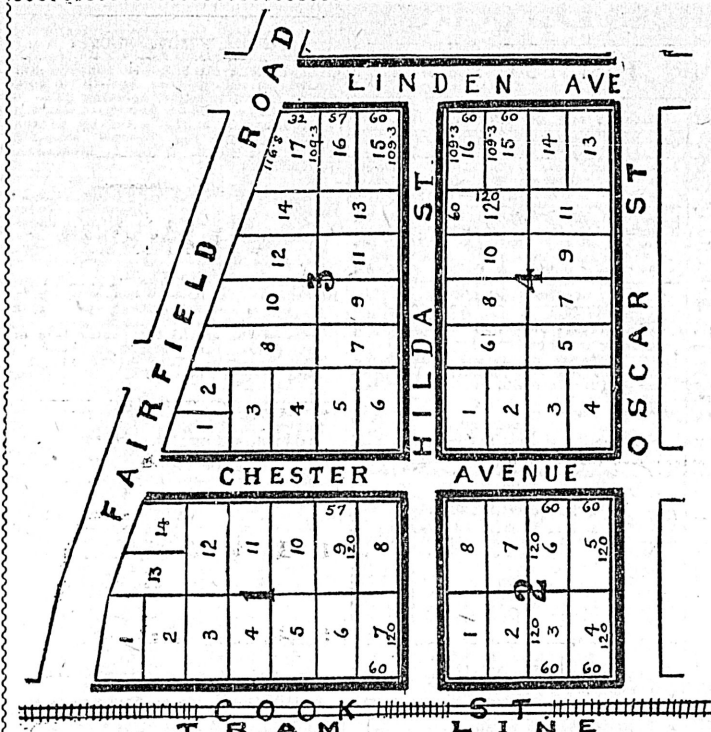 LINDEN AVE
FAIRFIELD ROAD
HILDA ST.
OSCAR ST
32 57 60
116.8 17 109-3 16 15 109-3
14 13
12 11
3
10 9
8 7
2
1 3 4 5 6
60 60
109-3 16 109-3 15 14 13
120
60 12 11
10 9
4
8 7
6 5
1 2 3 4
CHESTER AVENUE
57
14 12 11 10 9 120 8
13
1
1 2 3 4 5 6 7 120
60
60 60
8 7 120 6 5 120
2
1 2 120 3 4 120
60 60
COOK ST
TRAM LINE